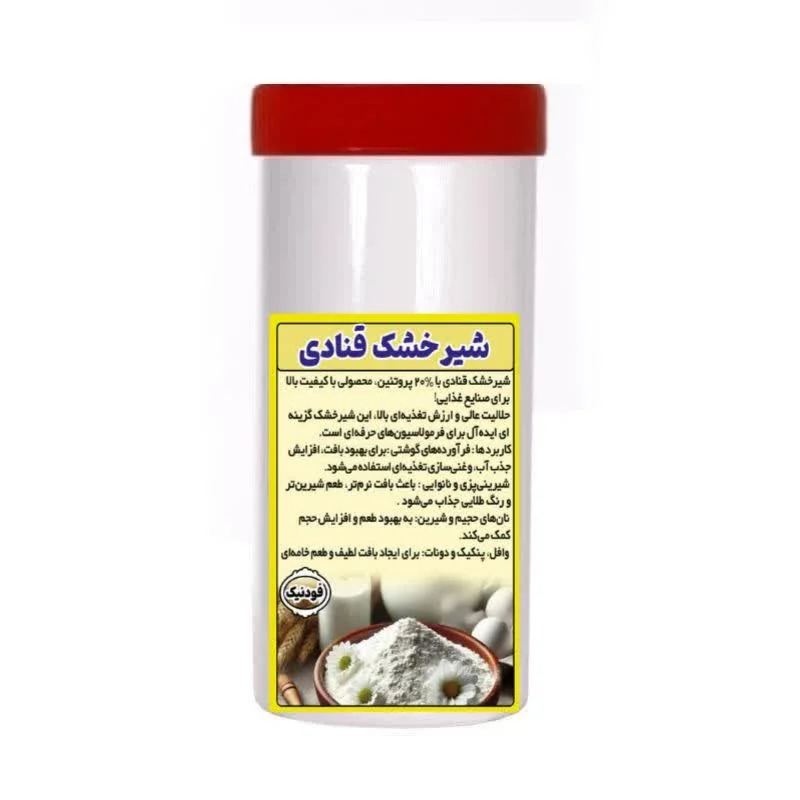 شیر خشک قنادی
شیرخشک قنادی با ۲۰% پروتئین، محصولی با کیفیت بالا
برای صنایع غذایی!
حلالیت عالی و ارزش تغذیه‌ای بالا، این شیرخشک گزینه
ای ایده‌آل برای فرمولاسیون‌های حرفه‌ای است.
کاربردها : فرآورده‌های گوشتی :برای بهبود بافت، افزایش
جذب آب، و غنی‌سازی تغذیه‌ای استفاده می‌شود.
شیرینی‌پزی و نانوایی : باعث بافت نرم‌تر، طعم شیرین‌تر
و رنگ طلایی جذاب می‌شود .
نان‌های حجیم و شیرین: به بهبود طعم و افزایش حجم
کمک می‌کند.
وافل، پنکیک و دونات: برای ایجاد بافت لطیف و طعم خامه‌ای
فودنیک